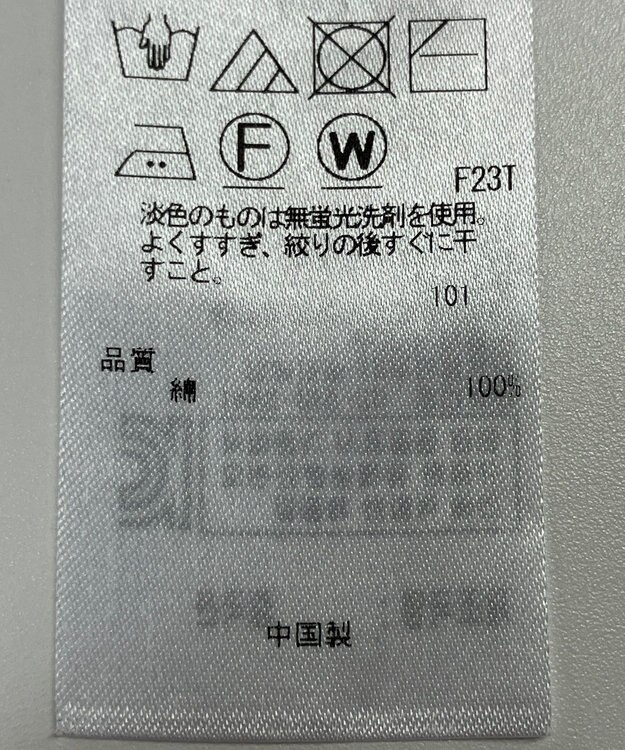 F
W
F23T
淡色のものは無蛍光洗剤を使用。
よくすすぎ、絞りの後すぐに干
すこと。
101
品質
綿 100%
中国製